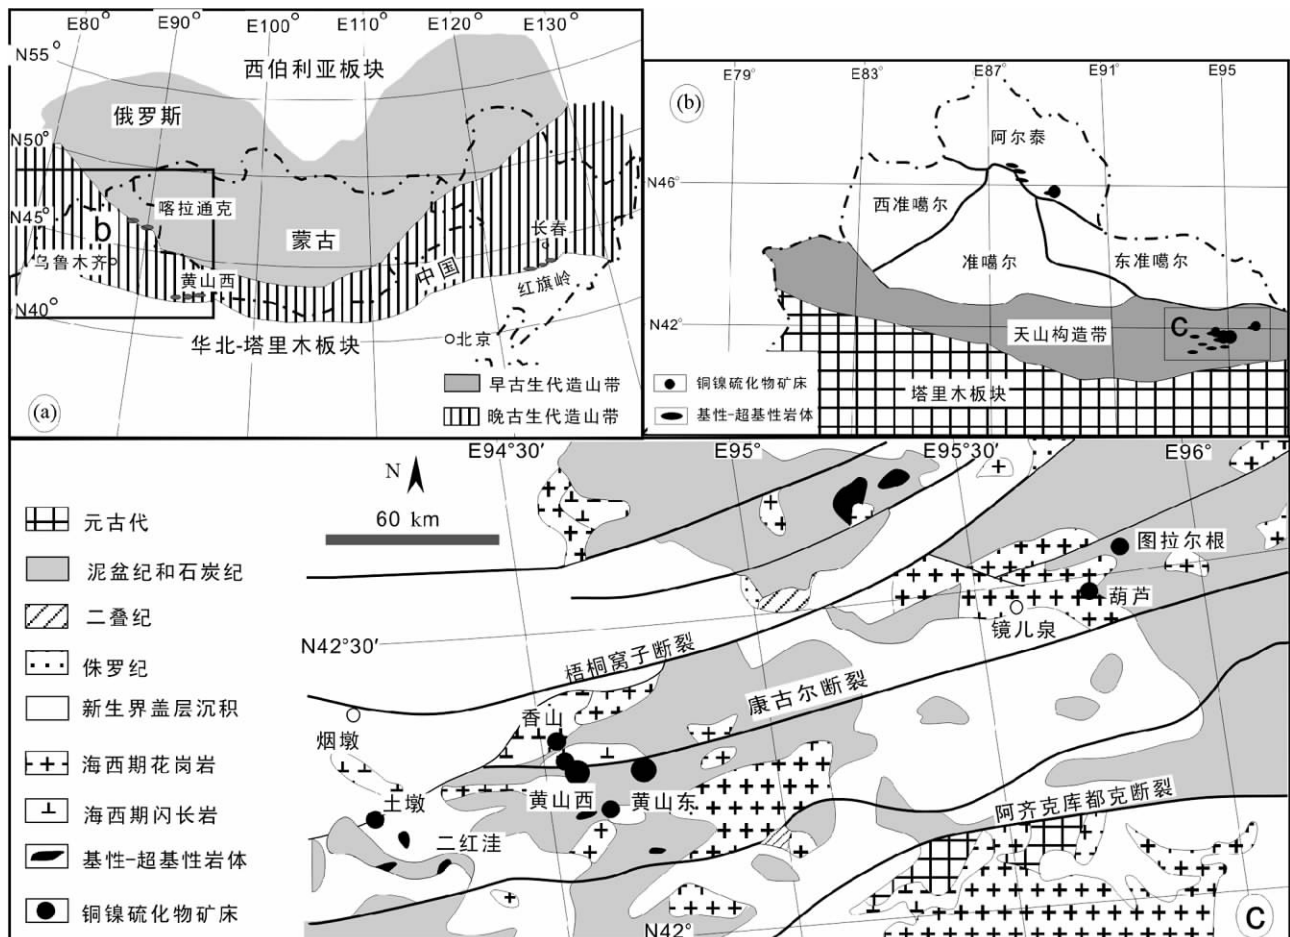 E80°
E90°
E100°
E110°
E120°
E130°
N55°
西伯利亚板块
俄罗斯
N50°
喀拉通克
N45°
b
蒙古
长春
乌鲁木齐
中国
黄山西
红旗岭
N40°
北京
华北-塔里木板块
早古生代造山带
晚古生代造山带
(a)
E79°
E83°
E87°
E91°
E95
(b)
阿尔泰
N46°
西准噶尔
准噶尔
东准噶尔
N42°
天山构造带
C
塔里木板块
铜镍硫化物矿床
基性-超基性岩体
E94°30′
E95°
E95°30′
E96°
N
60 km
元古代
泥盆纪和石炭纪
二叠纪
侏罗纪
新生界盖层沉积
海西期花岗岩
海西期闪长岩
基性-超基性岩体
铜镍硫化物矿床
图拉尔根
葫芦
镜儿泉
N42°30′
梧桐窝子断裂
康古尔断裂
香山
烟墩
黄山西
黄山东
土墩
二红洼
阿齐克库都克断裂
N42°
C